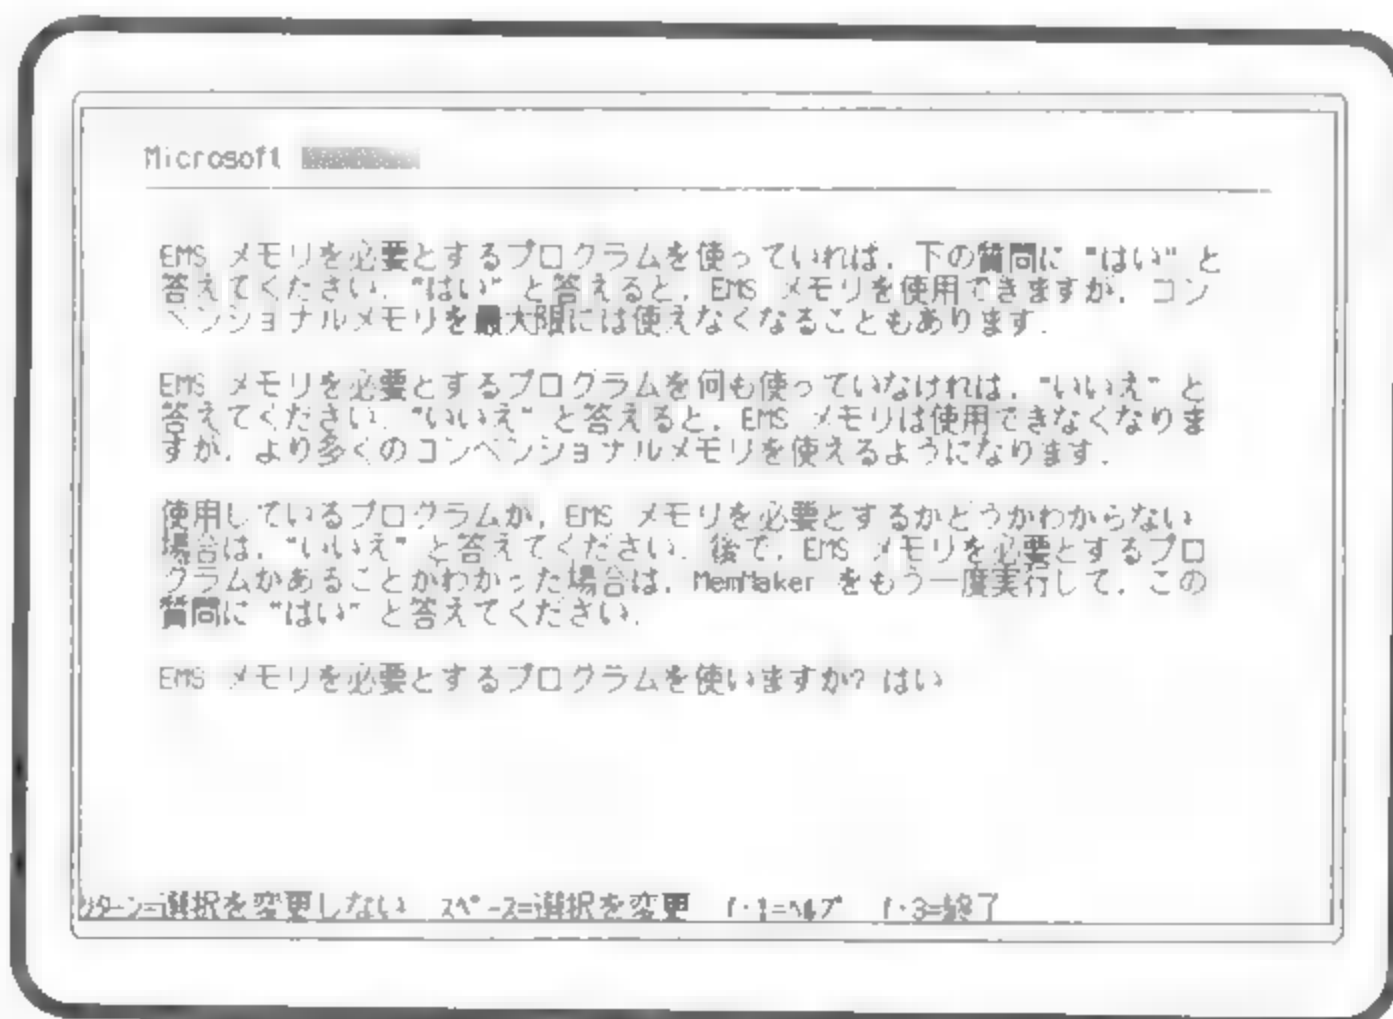 Microsoft
EMS メモリを必要とするプログラムを使っていれば、下の質問に "はい" と
答えてください。"はい" と答えると、EMS メモリを使用できますが、コン
ベンショナルメモリを最大限には使えなくなることもあります。
EMS メモリを必要とするプログラムを何も使っていなければ、"いいえ" と
答えてください。"いいえ" と答えると、EMS メモリは使用できなくなりま
すが、より多くのコンベンショナルメモリを使えるようになります。
使用しているプログラムが、EMS メモリを必要とするかどうかわからない
場合は、"いいえ" と答えてください。後で、EMS メモリを必要とするプロ
グラムがあることがわかった場合は、MemMaker をもう一度実行して、この
質問に "はい" と答えてください。
EMS メモリを必要とするプログラムを使いますか? はい
リターン=選択を変更しない スペース=選択を変更 f・1=ヘルプ f・3=終了